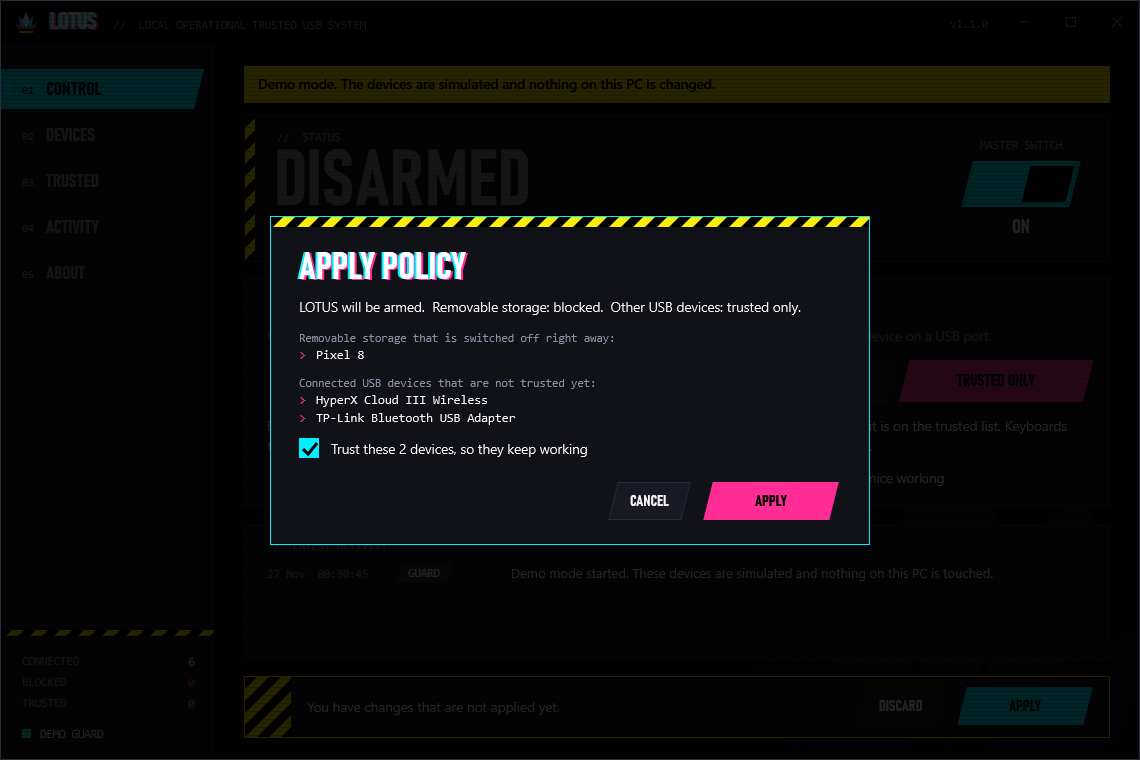 LOTUS // LOCAL OPERATIONAL TRUSTED USB SYSTEM
v1.1.8
01 CONTROL
02 DEVICES
03 TRUSTED
04 ACTIVITY
05 ABOUT
Demo mode. The devices are simulated and nothing on this PC is changed.
// STATUS
DISARMED
MASTER SWITCH
ON
APPLY POLICY
LOTUS will be armed. Removable storage: blocked. Other USB devices: trusted only.
Removable storage that is switched off right away:
> Pixel 8
Connected USB devices that are not trusted yet:
> HyperX Cloud III Wireless
> TP-Link Bluetooth USB Adapter
Trust these 2 devices, so they keep working
CANCEL
APPLY
device on a USB port.
TRUSTED ONLY
it is on the trusted list. Keyboards
mice working
// LATEST ACTIVITY
27 Nov 00:30:45 GUARD Demo mode started. These devices are simulated and nothing on this PC is touched.
CONNECTED 6
BLOCKED 0
TRUSTED 0
DEMO GUARD
You have changes that are not applied yet.
DISCARD
APPLY